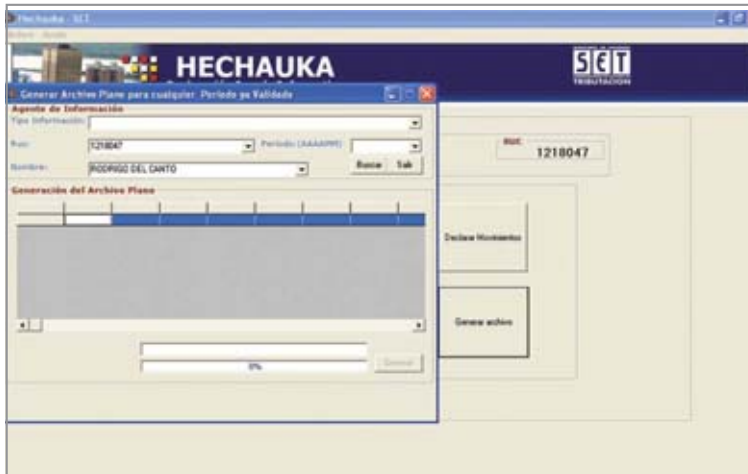 Hechauka - SET
HECHAUKA
SET
TRIBUTACION
Generar Archivo Plano para cualquier Periodo ya Validado
Agente de Información
Tipo Información:
Ruc: 1218047 Periodo (AAAAMM)
Nombre: RODRIGO DEL CANTO Buscar Salir
RUC
1218047
Generación del Archivo Plano
Declarar Movimientos
Generar archivo
0%
Generar